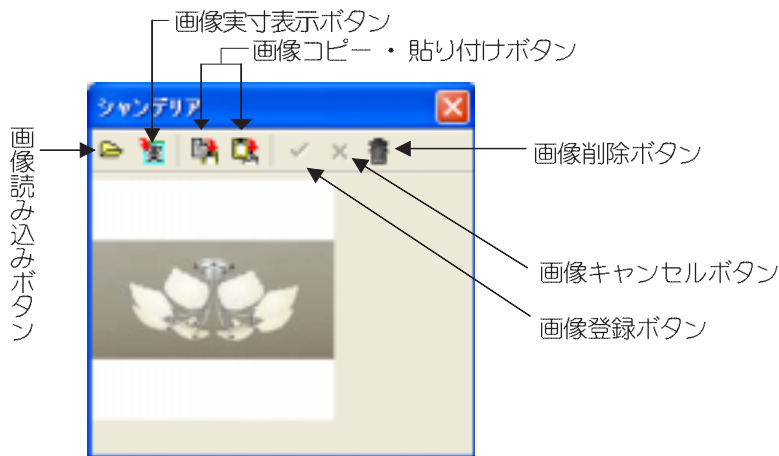 画像実寸表示ボタン
画像コピー・貼り付けボタン
シャンデリア
画像読み込みボタン
画像削除ボタン
画像キャンセルボタン
画像登録ボタン